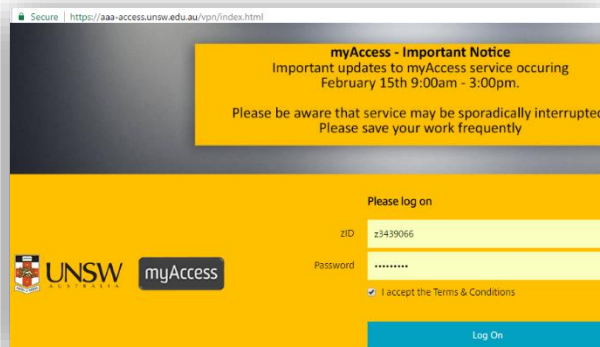 Secure | https://aaa-access.unsw.edu.au/vpn/index.html
myAccess - Important Notice
Important updates to myAccess service occuring
February 15th 9:00am - 3:00pm.
Please be aware that service may be sporadically interrupted
Please save your work frequently
Please log on
zID z3439066
Password •••••••••
I accept the Terms & Conditions
UNSW
AUSTRALIA
myAccess
Log On